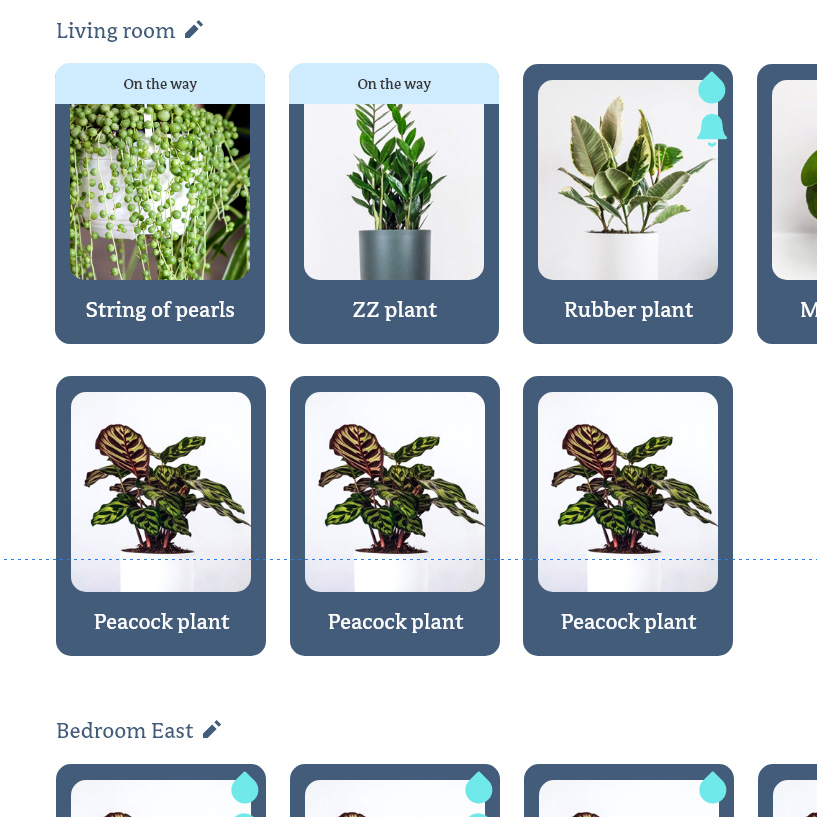 Living room
On the way
On the way
String of pearls
ZZ plant
Rubber plant
M
Peacock plant
Peacock plant
Peacock plant
Bedroom East